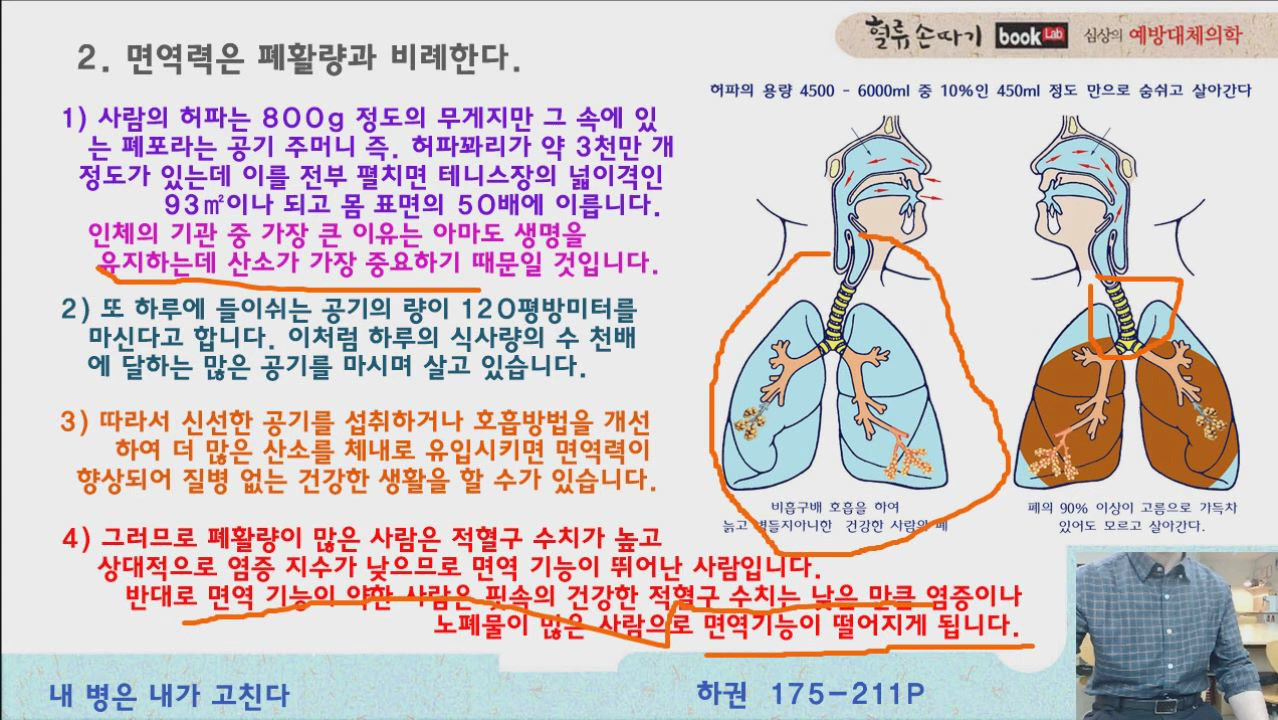 혈류 손따기 book Lab 심상의 예방대체의학
2. 면역력은 폐활량과 비례한다.
허파의 용량 4500 - 6000ml 중 10%인 450ml 정도 만으로 숨쉬고 살아간다
1) 사람의 허파는 800g 정도의 무게지만 그 속에 있
는 폐포라는 공기 주머니 즉. 허파꽈리가 약 3천만 개
정도가 있는데 이를 전부 펼치면 테니스장의 넓이격인
93㎡이나 되고 몸 표면의 50배에 이릅니다.
인체의 기관 중 가장 큰 이유는 아마도 생명을
유지하는데 산소가 가장 중요하기 때문일 것입니다.
2) 또 하루에 들이쉬는 공기의 량이 120평방미터를
마신다고 합니다. 이처럼 하루의 식사량의 수 천배
에 달하는 많은 공기를 마시며 살고 있습니다.
3) 따라서 신선한 공기를 섭취하거나 호흡방법을 개선
하여 더 많은 산소를 체내로 유입시키면 면역력이
향상되어 질병 없는 건강한 생활을 할 수가 있습니다.
비흡구배 호흡을 하여
늙고 병들지아니한 건강한 사람의 폐
폐의 90% 이상이 고름으로 가득차
있어도 모르고 살아간다.
4) 그러므로 폐활량이 많은 사람은 적혈구 수치가 높고
상대적으로 염증 지수가 낮으므로 면역 기능이 뛰어난 사람입니다.
반대로 면역 기능이 약한 사람은 핏속의 건강한 적혈구 수치는 낮을 만큼 염증이나
노폐물이 많은 사람으로 면역기능이 떨어지게 됩니다.
내 병은 내가 고친다
하권 175-211P